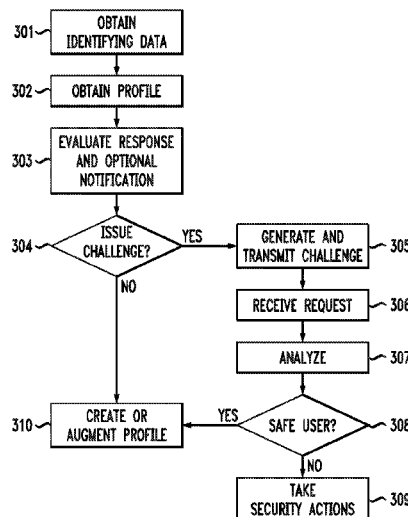 301
OBTAIN
IDENTIFYING DATA
302
OBTAIN PROFILE
303
EVALUATE RESPONSE
AND OPTIONAL
NOTIFICATION
304
ISSUE
CHALLENGE?
YES
NO
GENERATE AND
TRANSMIT CHALLENGE
305
RECEIVE REQUEST
306
ANALYZE
307
310
CREATE OR
AUGMENT PROFILE
YES
SAFE USER?
308
NO
TAKE
SECURITY ACTIONS
309